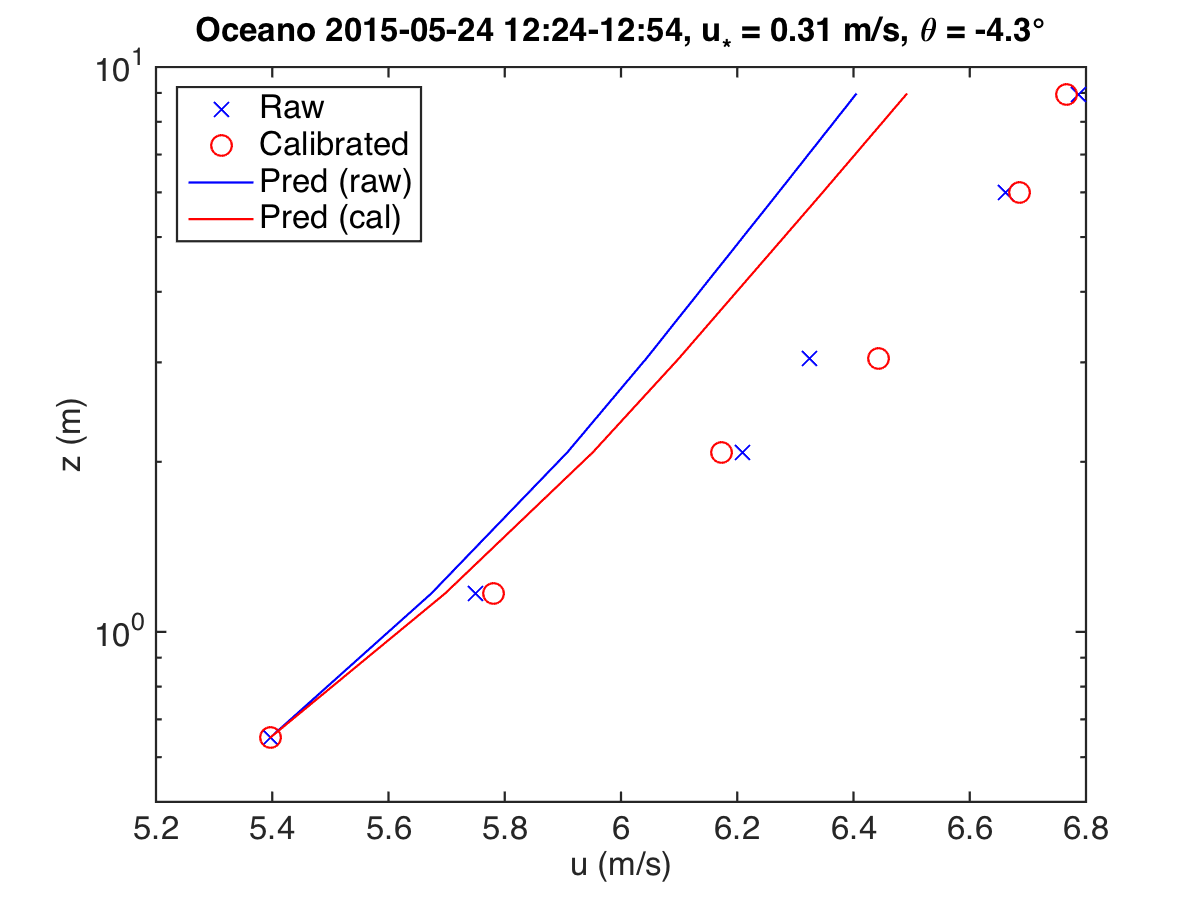 Oceano 2015-05-24 12:24-12:54, u* = 0.31 m/s, θ = -4.3°
10^1
Raw
Calibrated
Pred (raw)
Pred (cal)
z (m)
10^0
5.2 5.4 5.6 5.8 6 6.2 6.4 6.6 6.8
u (m/s)